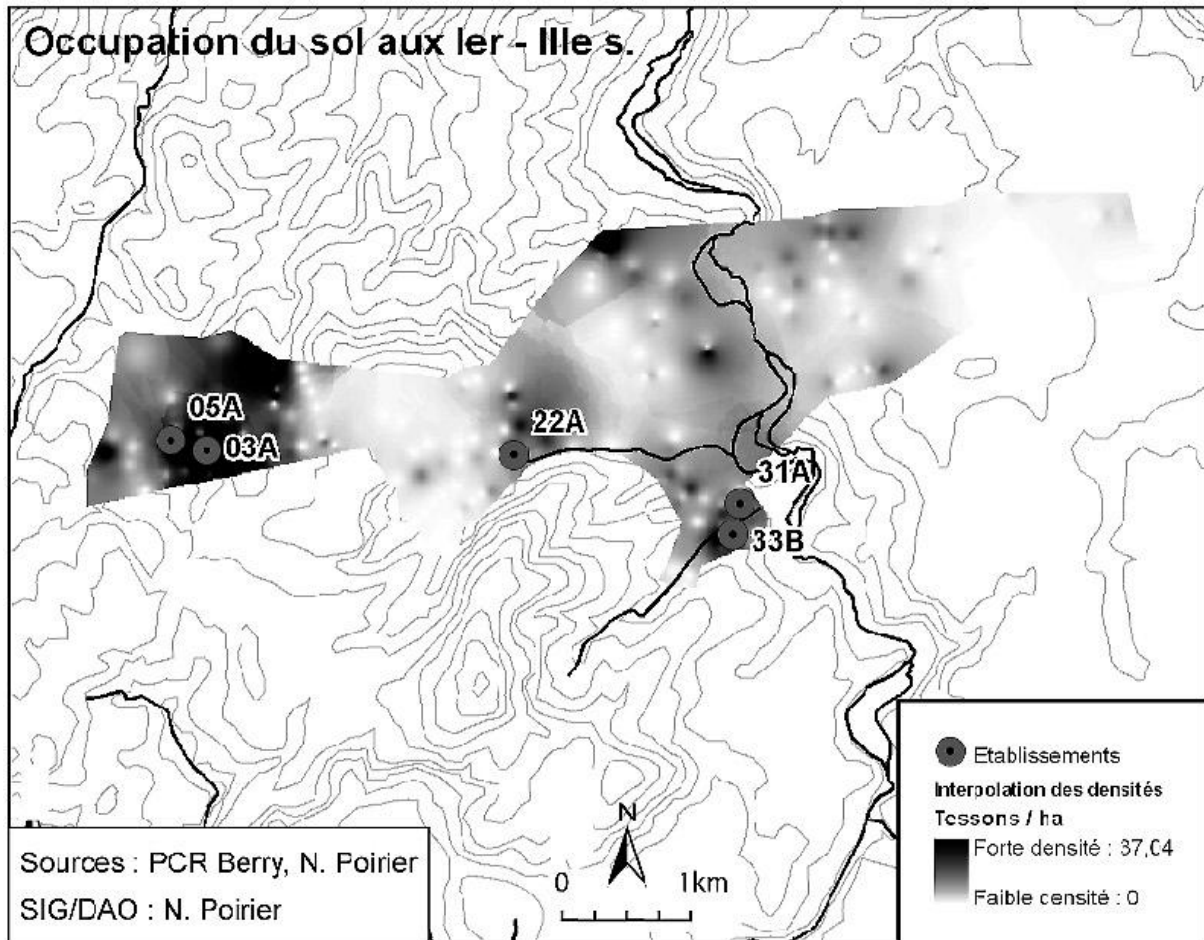 Occupation du sol aux Ier - IIIe s.
05A
03A
22A
31A
33B
N
0 1km
Sources : PCR Berry, N. Poirier
SIG/DAO : N. Poirier
Etablissements
Interpolation des densités
Tessons / ha
Forte densité : 37,04
Faible censité : 0